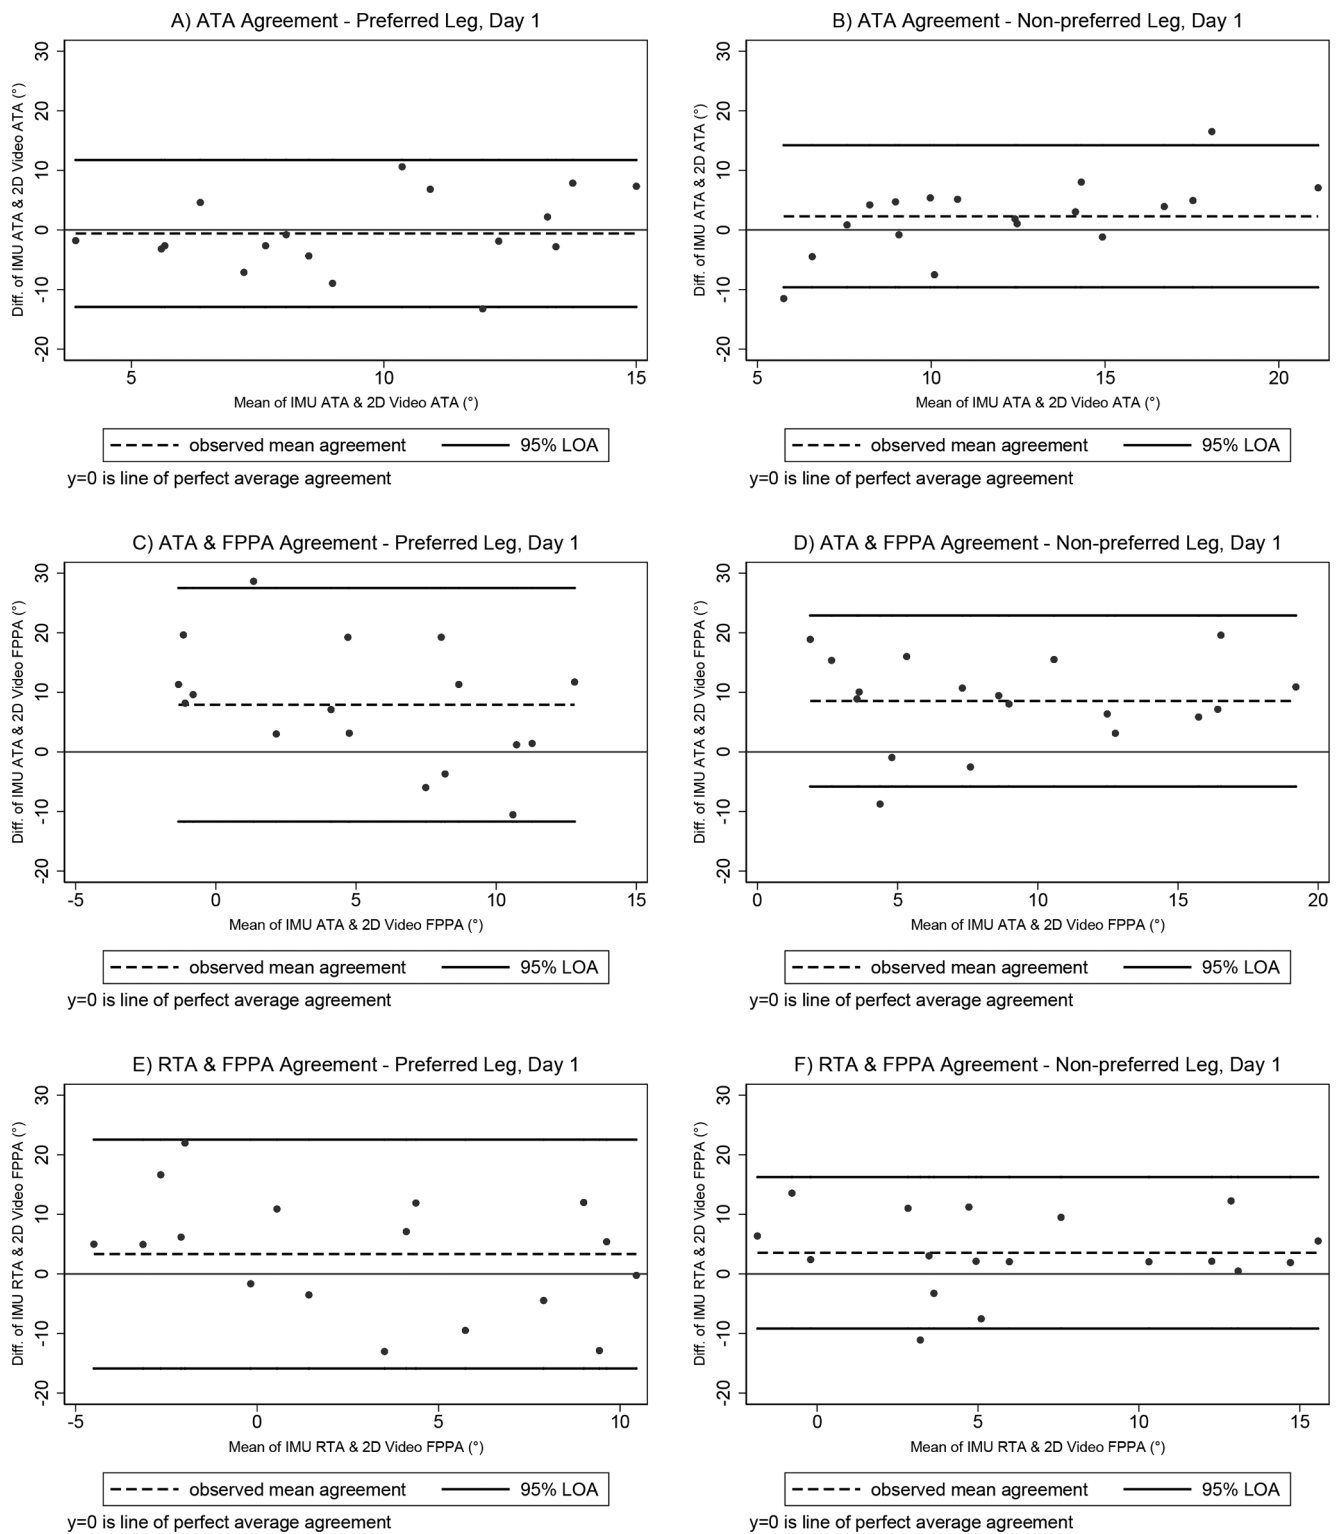 A) ATA Agreement - Preferred Leg, Day 1
Diff. of IMU ATA & 2D Video ATA (°)
30
20
10
0
-10
-20
5
10
15
Mean of IMU ATA & 2D Video ATA (°)
observed mean agreement
95% LOA
y=0 is line of perfect average agreement
B) ATA Agreement - Non-preferred Leg, Day 1
Diff. of IMU ATA & 2D ATA (°)
30
20
10
0
-10
-20
5
10
15
20
Mean of IMU ATA & 2D Video ATA (°)
observed mean agreement
95% LOA
y=0 is line of perfect average agreement
C) ATA & FPPA Agreement - Preferred Leg, Day 1
Diff. of IMU ATA & 2D Video FPPA (°)
30
20
10
0
-10
-20
-5
0
5
10
15
Mean of IMU ATA & 2D Video FPPA (°)
observed mean agreement
95% LOA
y=0 is line of perfect average agreement
D) ATA & FPPA Agreement - Non-preferred Leg, Day 1
Diff. of IMU ATA & 2D Video FPPA (°)
30
20
10
0
-10
-20
0
5
10
15
20
Mean of IMU ATA & 2D Video FPPA (°)
observed mean agreement
95% LOA
y=0 is line of perfect average agreement
E) RTA & FPPA Agreement - Preferred Leg, Day 1
Diff. of IMU RTA & 2D Video FPPA (°)
30
20
10
0
-10
-20
-5
0
5
10
Mean of IMU RTA & 2D Video FPPA (°)
observed mean agreement
95% LOA
y=0 is line of perfect average agreement
F) RTA & FPPA Agreement - Non-preferred Leg, Day 1
Diff. of IMU RTA & 2D Video FPPA (°)
30
20
10
0
-10
-20
0
5
10
15
Mean of IMU RTA & 2D Video FPPA (°)
observed mean agreement
95% LOA
y=0 is line of perfect average agreement